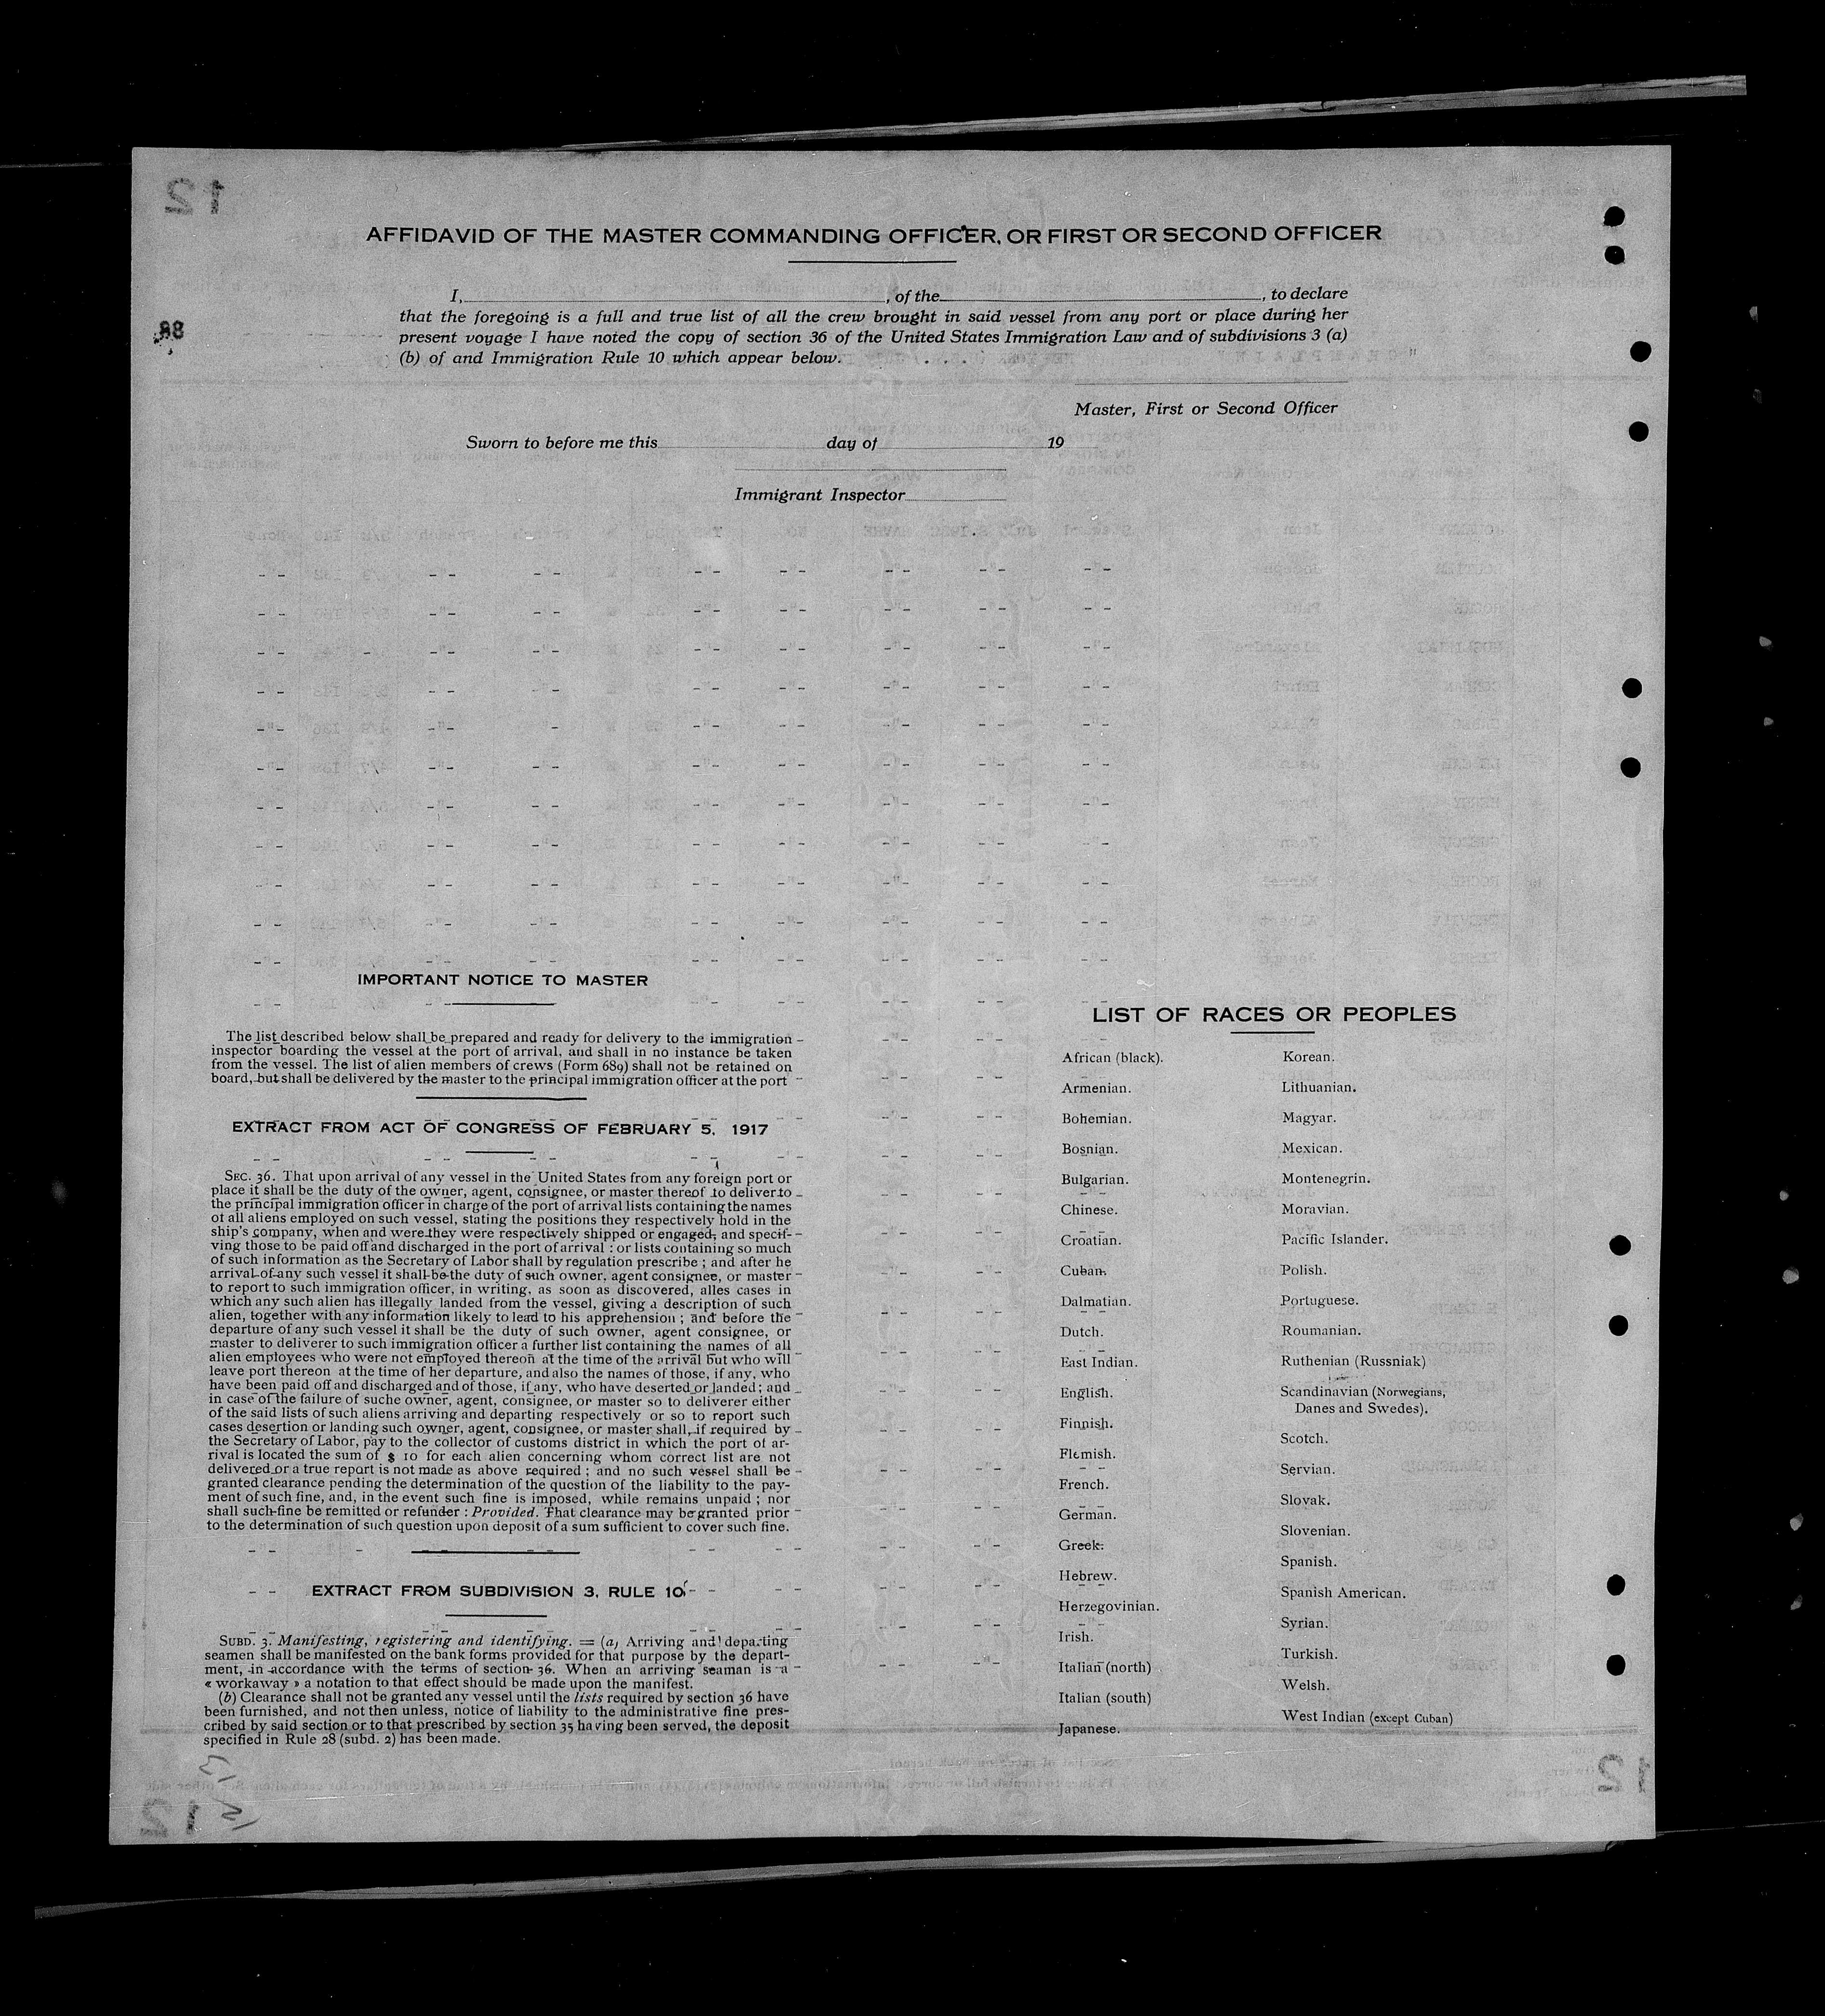 AFFIDAVID OF THE MASTER COMMANDING OFFICER, OR FIRST OR SECOND OFFICER
I, , of the , to declare
that the foregoing is a full and true list of all the crew brought in said vessel from any port or place during her
present voyage I have noted the copy of section 36 of the United States Immigration Law and of subdivisions 3 (a)
(b) of and Immigration Rule 10 which appear below.
88
Master, First or Second Officer
Sworn to before me this day of 19
Immigrant Inspector
IMPORTANT NOTICE TO MASTER
The list described below shall be prepared and ready for delivery to the immigration
inspector boarding the vessel at the port of arrival, and shall in no instance be taken
from the vessel. The list of alien members of crews (Form 689) shall not be retained on
board, but shall be delivered by the master to the principal immigration officer at the port
EXTRACT FROM ACT OF CONGRESS OF FEBRUARY 5, 1917
SEC. 36. That upon arrival of any vessel in the United States from any foreign port or
place it shall be the duty of the owner, agent, consignee, or master thereof to deliver to
the principal immigration officer in charge of the port of arrival lists containing the names
of all aliens employed on such vessel, stating the positions they respectively hold in the
ship's company, when and were they were respectively shipped or engaged, and specif-
ving those to be paid off and discharged in the port of arrival : or lists containing so much
of such information as the Secretary of Labor shall by regulation prescribe ; and after he
arrival of any such vessel it shall be the duty of such owner, agent consignee, or master
to report to such immigration officer, in writing, as soon as discovered, alles cases in
which any such alien has illegally landed from the vessel, giving a description of such
alien, together with any information likely to lead to his apprehension ; and before the
departure of any such vessel it shall be the duty of such owner, agent consignee, or
master to deliverer to such immigration officer a further list containing the names of all
alien employees who were not employed thereon at the time of the arrival but who will
leave port thereon at the time of her departure, and also the names of those, if any, who
have been paid off and discharged and of those, if any, who have deserted or landed ; and
in case of the failure of suche owner, agent, consignee, or master so to deliverer either
of the said lists of such aliens arriving and departing respectively or so to report such
cases desertion or landing such owner, agent, consignee, or master shall, if required by
the Secretary of Labor, pay to the collector of customs district in which the port of ar-
rival is located the sum of $ 10 for each alien concerning whom correct list are not
delivered or a true report is not made as above required ; and no such vessel shall be
granted clearance pending the determination of the question of the liability to the pay-
ment of such fine, and, in the event such fine is imposed, while remains unpaid ; nor
shall such fine be remitted or refunder : Provided. That clearance may be granted prior
to the determination of such question upon deposit of a sum sufficient to cover such fine.
EXTRACT FROM SUBDIVISION 3, RULE 10
SUBD. 3. Manifesting, registering and identifying. = (a) Arriving and departing
seamen shall be manifested on the bank forms provided for that purpose by the depart-
ment, in accordance with the terms of section 36. When an arriving seaman is a
« workaway » a notation to that effect should be made upon the manifest.
(b) Clearance shall not be granted any vessel until the lists required by section 36 have
been furnished, and not then unless, notice of liability to the administrative fine pres-
cribed by said section or to that prescribed by section 35 having been served, the deposit
specified in Rule 28 (subd. 2) has been made.
LIST OF RACES OR PEOPLES
African (black).
Armenian.
Bohemian.
Bosnian.
Bulgarian.
Chinese.
Croatian.
Cuban.
Dalmatian.
Dutch.
East Indian.
English.
Finnish.
Flemish.
French.
German.
Greek.
Hebrew.
Herzegovinian.
Irish.
Italian (north)
Italian (south)
Japanese.
Korean.
Lithuanian.
Magyar.
Mexican.
Montenegrin.
Moravian.
Pacific Islander.
Polish.
Portuguese.
Roumanian.
Ruthenian (Russniak)
Scandinavian (Norwegians,
Danes and Swedes).
Scotch.
Servian.
Slovak.
Slovenian.
Spanish.
Spanish American.
Syrian.
Turkish.
Welsh.
West Indian (except Cuban)